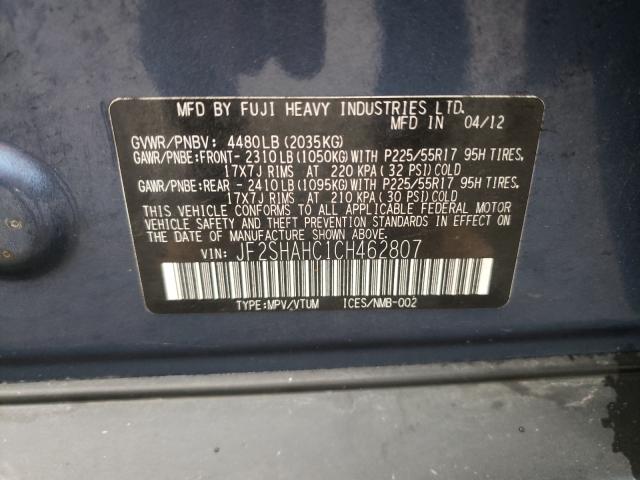 MFD BY FUJI HEAVY INDUSTRIES LTD.
MFD IN 04/12
GVWR/PNBV: 4480LB (2035KG)
GAWR/PNBE:FRONT- 2310LB (1050KG) WITH P225/55R17 95H TIRES,
17X7J RIMS AT 220 KPA ( 32 PSI) COLD
GAWR/PNBE:REAR - 2410LB (1095KG) WITH P225/55R17 95H TIRES,
17X7J RIMS AT 210 KPA ( 30 PSI) COLD
THIS VEHICLE CONFORMS TO ALL APPLICABLE FEDERAL MOTOR
VEHICLE SAFETY AND THEFT PREVENTION STANDARDS IN EFFECT ON
THE DATE OF MANUFACTURE SHOWN ABOVE.
VIN: JF2SHAHC1CH462807
TYPE:MPV/VTUM ICES/NMB-002